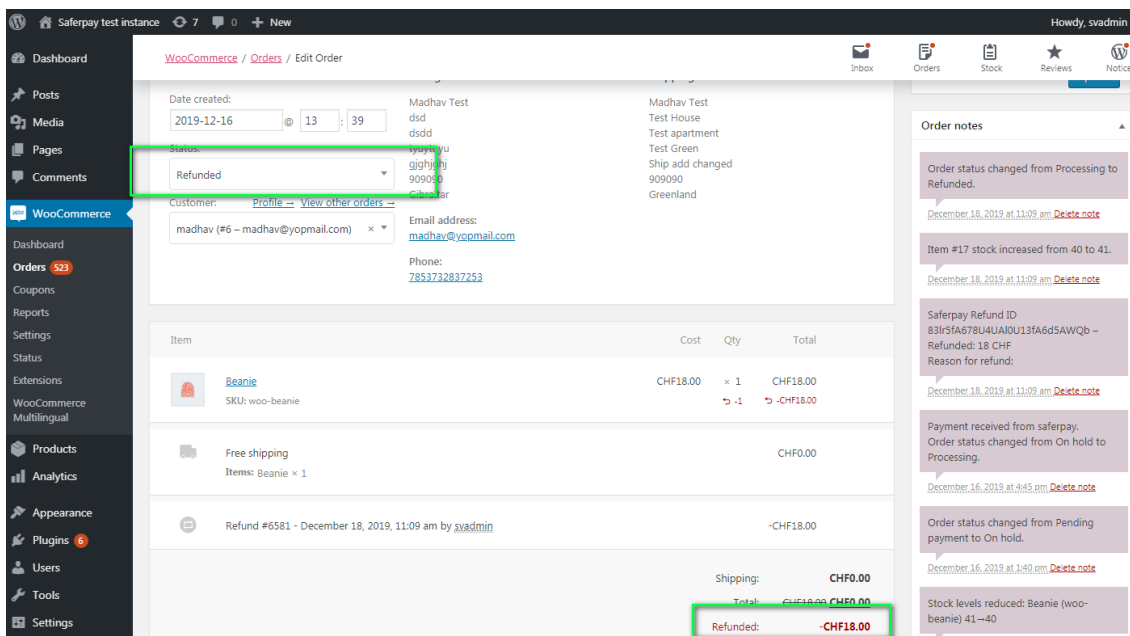 Saferpay test instance 7 0 + New Howdy, svadmin
Dashboard
Posts
Media
Pages
Comments
WooCommerce
Dashboard
Orders 523
Coupons
Reports
Settings
Status
Extensions
WooCommerce
Multilingual
Products
Analytics
Appearance
Plugins 6
Users
Tools
Settings
WooCommerce / Orders / Edit Order
Inbox
Orders
Stock
Reviews
Notice
Date created:
2019-12-16 @ 13 : 39
Status:
Refunded
Customer: Profile → View other orders →
madhav (#6 – madhav@yopmail.com) ×
Madhav Test
dsd
dsdd
gjghjghj
909090
Gibraltar
Email address:
madhav@yopmail.com
Phone:
7853732837253
Madhav Test
Test House
Test apartment
Test Green
Ship add changed
909090
Greenland
Item Cost Qty Total
Beanie CHF18.00 × 1 CHF18.00
SKU: woo-beanie -1 -CHF18.00
Free shipping CHF0.00
Items: Beanie × 1
Refund #6581 - December 18, 2019, 11:09 am by svadmin -CHF18.00
Shipping: CHF0.00
Total: CHF18.00 CHF0.00
Refunded: -CHF18.00
Order notes
Order status changed from Processing to
Refunded.
December 18, 2019 at 11:09 am Delete note
Item #17 stock increased from 40 to 41.
December 18, 2019 at 11:09 am Delete note
Saferpay Refund ID
83lr5fA678U4UAl0U13fA6d5AWQb –
Refunded: 18 CHF
Reason for refund:
December 18, 2019 at 11:09 am Delete note
Payment received from saferpay.
Order status changed from On hold to
Processing.
December 16, 2019 at 4:45 pm Delete note
Order status changed from Pending
payment to On hold.
December 16, 2019 at 1:40 pm Delete note
Stock levels reduced: Beanie (woo-
beanie) 41→40